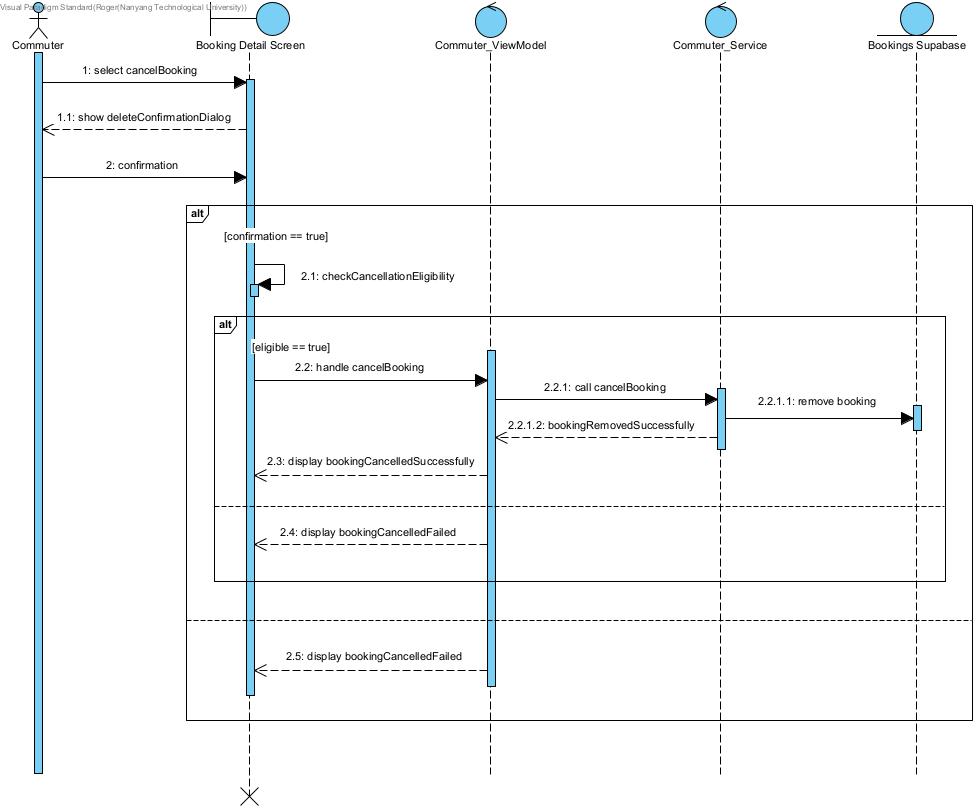 Visual Paradigm Standard(Roger(Nanyang Technological University))
Commuter
Booking Detail Screen
Commuter_ViewModel
Commuter_Service
Bookings Supabase
1: select cancelBooking
1.1: show deleteConfirmationDialog
2: confirmation
alt
[confirmation == true]
2.1: checkCancellationEligibility
alt
[eligible == true]
2.2: handle cancelBooking
2.2.1: call cancelBooking
2.2.1.1: remove booking
2.2.1.2: bookingRemovedSuccessfully
2.3: display bookingCancelledSuccessfully
2.4: display bookingCancelledFailed
2.5: display bookingCancelledFailed